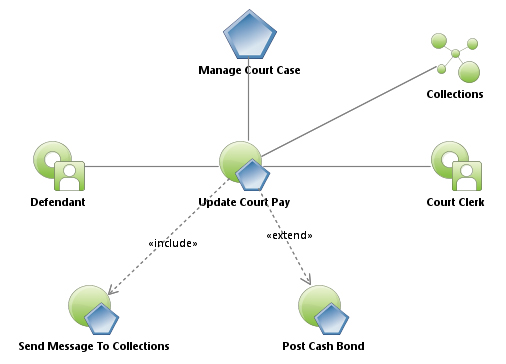 Manage Court Case
Collections
Defendant
Update Court Pay
Court Clerk
«include»
«extend»
Send Message To Collections
Post Cash Bond